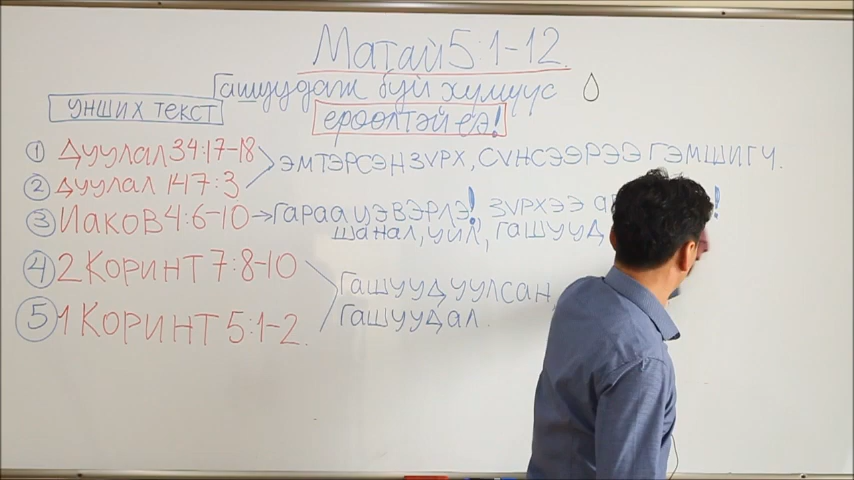 Матай 5:1-12.
Гашуудаж буй хүмүүс
ерөөлтэй еэ!
УНШИХ ТЕКСТ
① Дуулал 34:17-18
ЭМТЭРСЭН ЗҮРХ, СҮНСЭЭРЭЭ ГЭМШИГЧ.
② Дуулал 147:3
③ Иаков 4:6-10 → ГАРАА ЦЭВЭРЛЭ! ЗҮРХЭЭ !
ШАНАЛ, УЙЛ, ГАШУУД
④ 2 КОРИНТ 7:8-10
ГАШУУДУУЛСАН,
⑤ 1 КОРИНТ 5:1-2.
ГАШУУДАЛ.